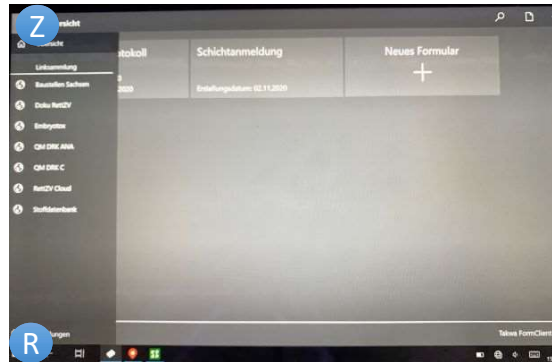 Z
Übersicht
Linksammlung
Baustellen Sachsen
Doku RettZV
Embryotox
QM DRK ANA
QM DRK C
RettZV Cloud
Stoffdatenbank
Schichtanmeldung
Erstellungsdatum: 02.11.2020
Neues Formular
R
Takwa FormClient